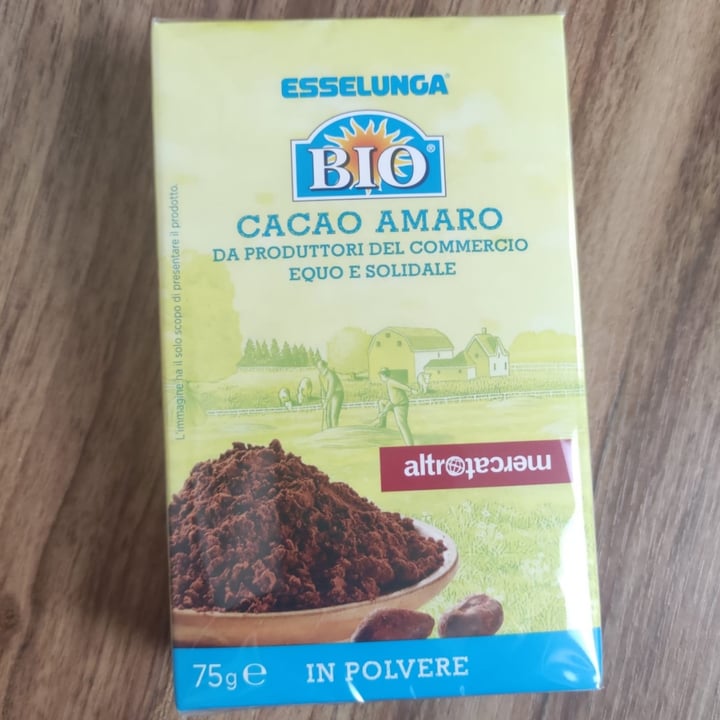 ESSELUNGA®
BIO®
CACAO AMARO
DA PRODUTTORI DEL COMMERCIO
EQUO E SOLIDALE
L'immagine ha il solo scopo di presentare il prodotto.
altromercato
75g e
IN POLVERE